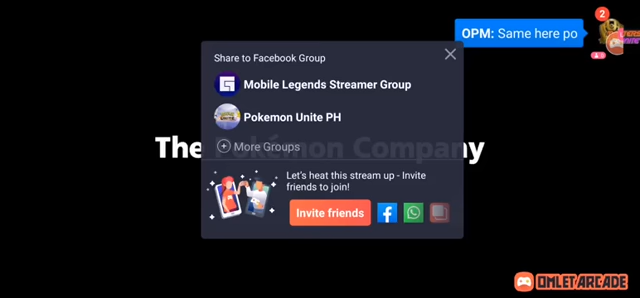 2
OPM: Same here po
Share to Facebook Group
Mobile Legends Streamer Group
Pokemon Unite PH
More Groups
The Pokémon Company
Let's heat this stream up - Invite
friends to join!
Invite friends
OMLET ARCADE